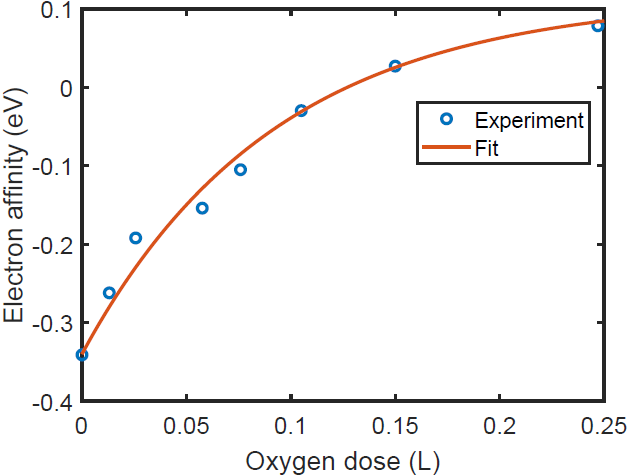 Electron affinity (eV)
0.1
0
-0.1
-0.2
-0.3
-0.4
Experiment
Fit
0 0.05 0.1 0.15 0.2 0.25
Oxygen dose (L)